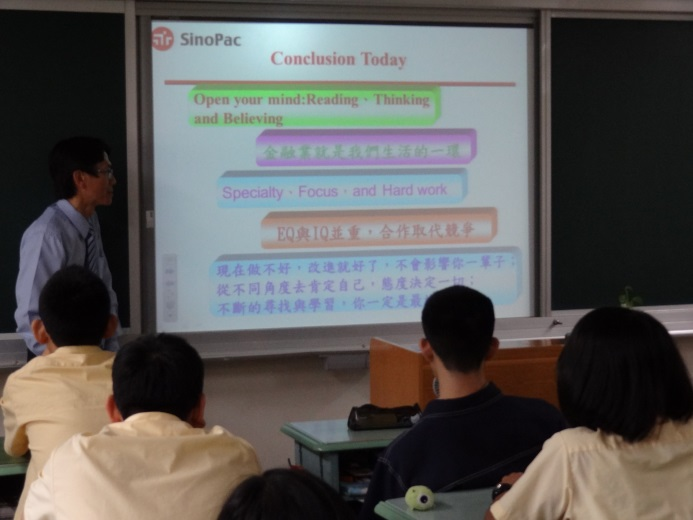 SinoPac
Conclusion Today
Open your mind:Reading、Thinking
and Believing
金融業就是我們生活的一環
Specialty、Focus、and Hard work
EQ與IQ並重，合作取代競爭
現在做不好，改進就好了，不會影響你一輩子；
從不同角度去肯定自己，態度決定一切；
不斷的尋找與學習，你一定是最